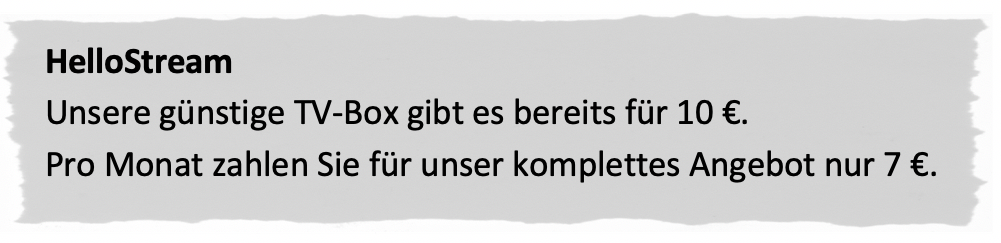 HelloStream
Unsere günstige TV-Box gibt es bereits für 10 €.
Pro Monat zahlen Sie für unser komplettes Angebot nur 7 €.